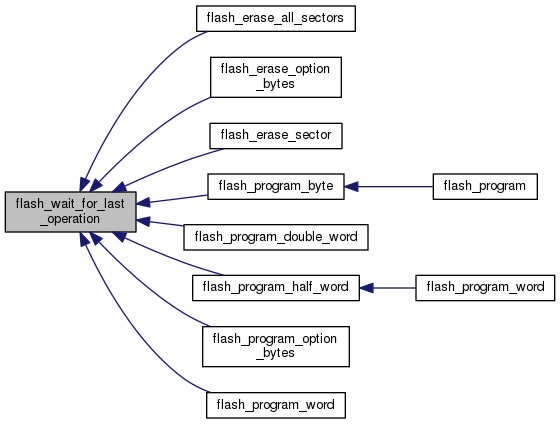 flash_erase_all_sectors
flash_erase_option
_bytes
flash_erase_sector
flash_program_byte
flash_program
flash_wait_for_last
_operation
flash_program_double_word
flash_program_half_word
flash_program_word
flash_program_option
_bytes
flash_program_word